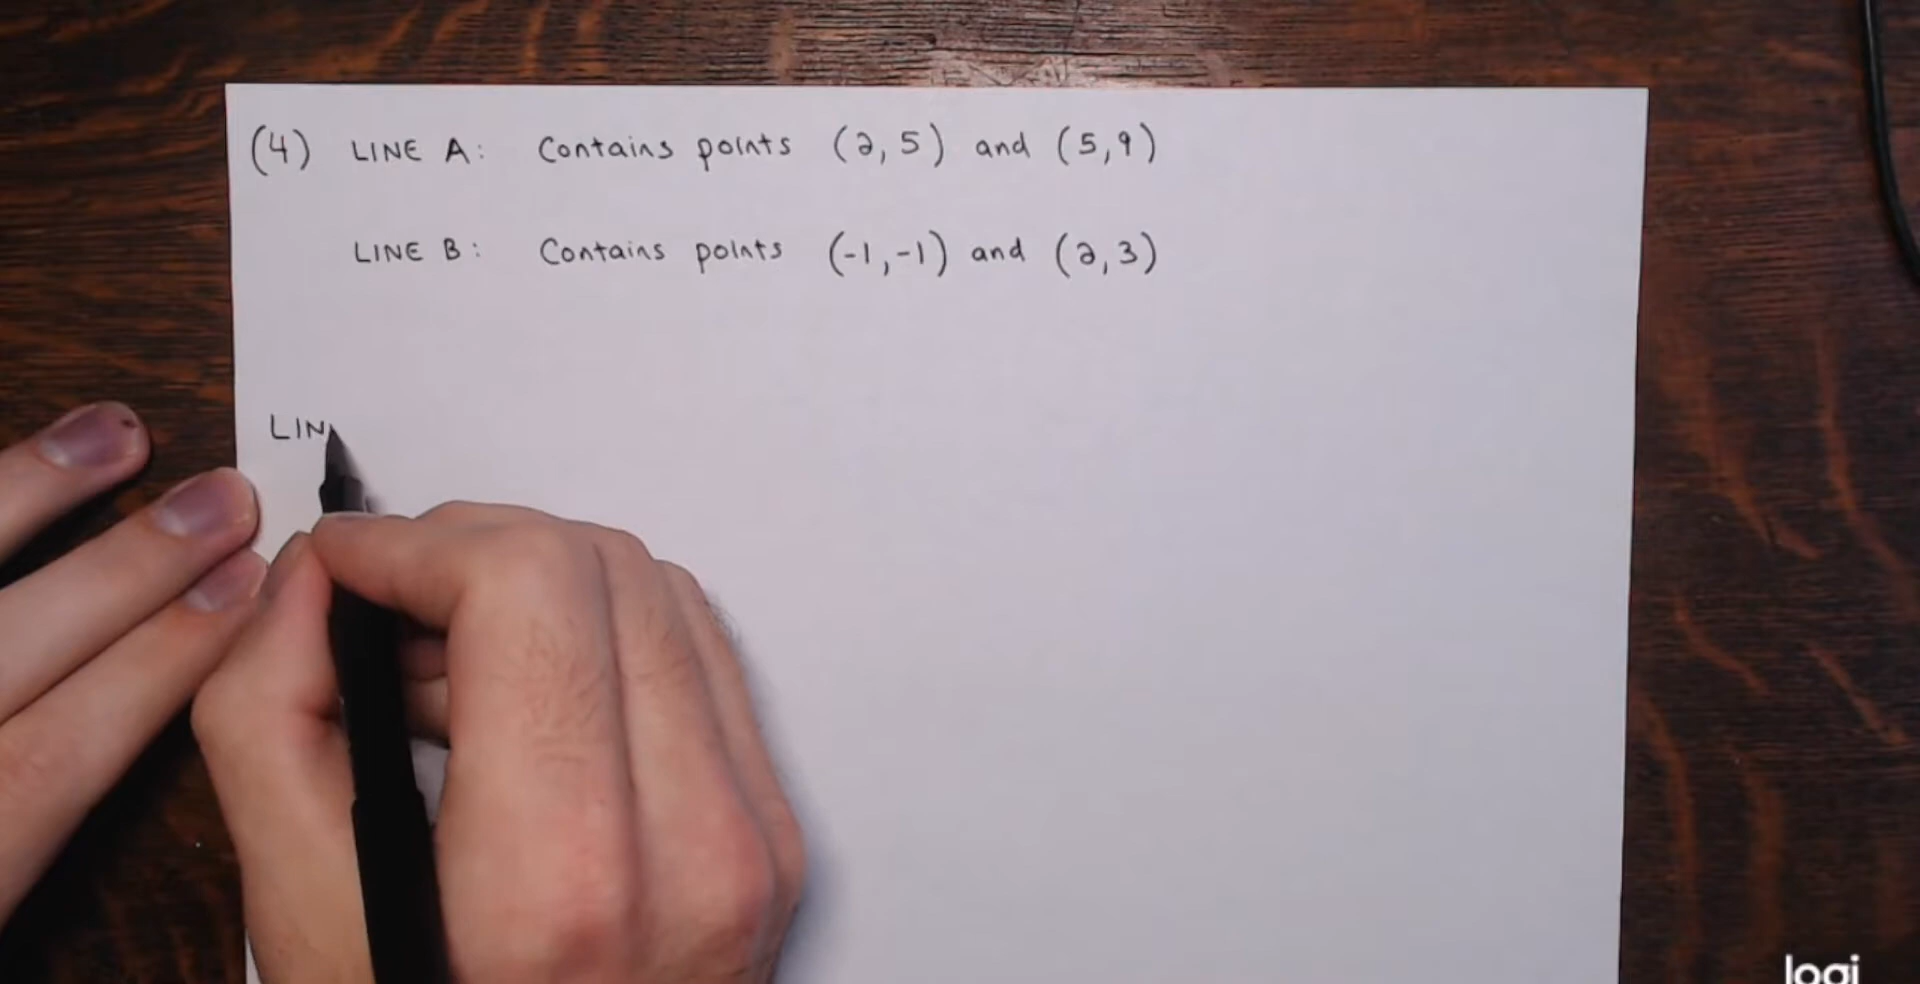 (4) LINE A: Contains points (2,5) and (5,9)
LINE B: Contains points (-1,-1) and (2,3)
LIN
logi